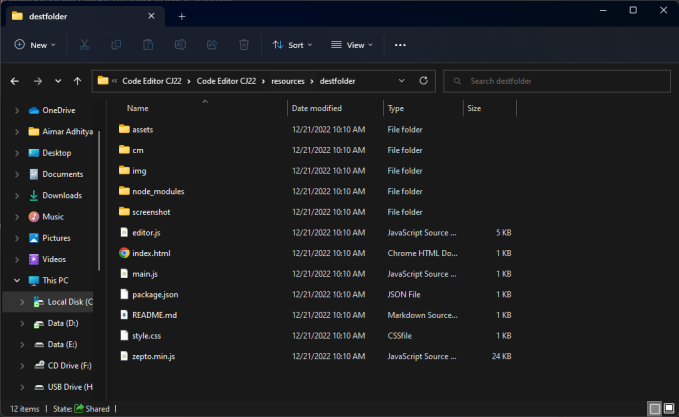 destfolder
New
Sort
View
« Code Editor CJ22 > Code Editor CJ22 > resources > destfolder
Search destfolder
Name Date modified Type Size
OneDrive
Aimar Adhitya
Desktop
Documents
Downloads
Music
Pictures
Videos
This PC
Local Disk (C
Data (D:)
Data (E:)
CD Drive (F:)
USB Drive (H
assets 12/21/2022 10:10 AM File folder
cm 12/21/2022 10:10 AM File folder
img 12/21/2022 10:10 AM File folder
node_modules 12/21/2022 10:10 AM File folder
screenshot 12/21/2022 10:10 AM File folder
editor.js 12/21/2022 10:10 AM JavaScript Source ... 5 KB
index.html 12/21/2022 10:10 AM Chrome HTML Do... 1 KB
main.js 12/21/2022 10:10 AM JavaScript Source ... 1 KB
package.json 12/21/2022 10:10 AM JSON File 1 KB
README.md 12/21/2022 10:10 AM Markdown Source... 1 KB
style.css 12/21/2022 10:10 AM CSSfile 1 KB
zepto.min.js 12/21/2022 10:10 AM JavaScript Source ... 24 KB
12 items State: Shared